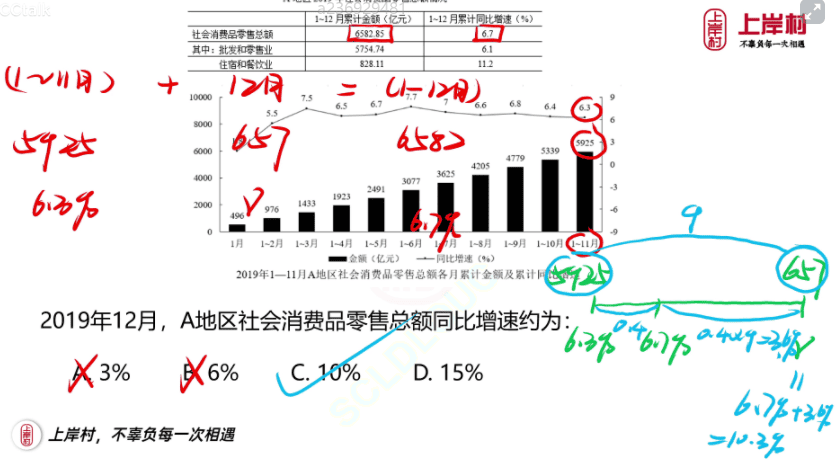 CCtalk
a236929481
上岸村
不辜负每一次相遇
1~12月累计金额（亿元） 1~12月累计同比增速（%）
社会消费品零售总额 6582.85 6.7
其中：批发和零售业 5754.74 6.1
住宿和餐饮业 828.11 11.2
(1~11月) + 12月 = (1-12月)
5925 657 6582
6.3% 6.7%
10000 8000 6000 4000 2000 0
9 6 3 0 -3 -6 -9
5.5 7.5 6.5 6.7 7.7 7 6.6 6.8 6.4 6.3
496 976 1433 1923 2491 3077 3625 4205 4779 5339 5925
1月 1~2月 1~3月 1~4月 1~5月 1~6月 1~7月 1~8月 1~9月 1~10月 1~11月
金额（亿元） 同比增速（%）
2019年1—11月A地区社会消费品零售总额各月累计金额及累计同比增速
9
5925 657
0.4 0.4×9=3.6%
6.3% 6.7%
6.7%+3.6%
=10.3%
2019年12月，A地区社会消费品零售总额同比增速约为：
A. 3% B. 6% C. 10% D. 15%
上岸村，不辜负每一次相遇